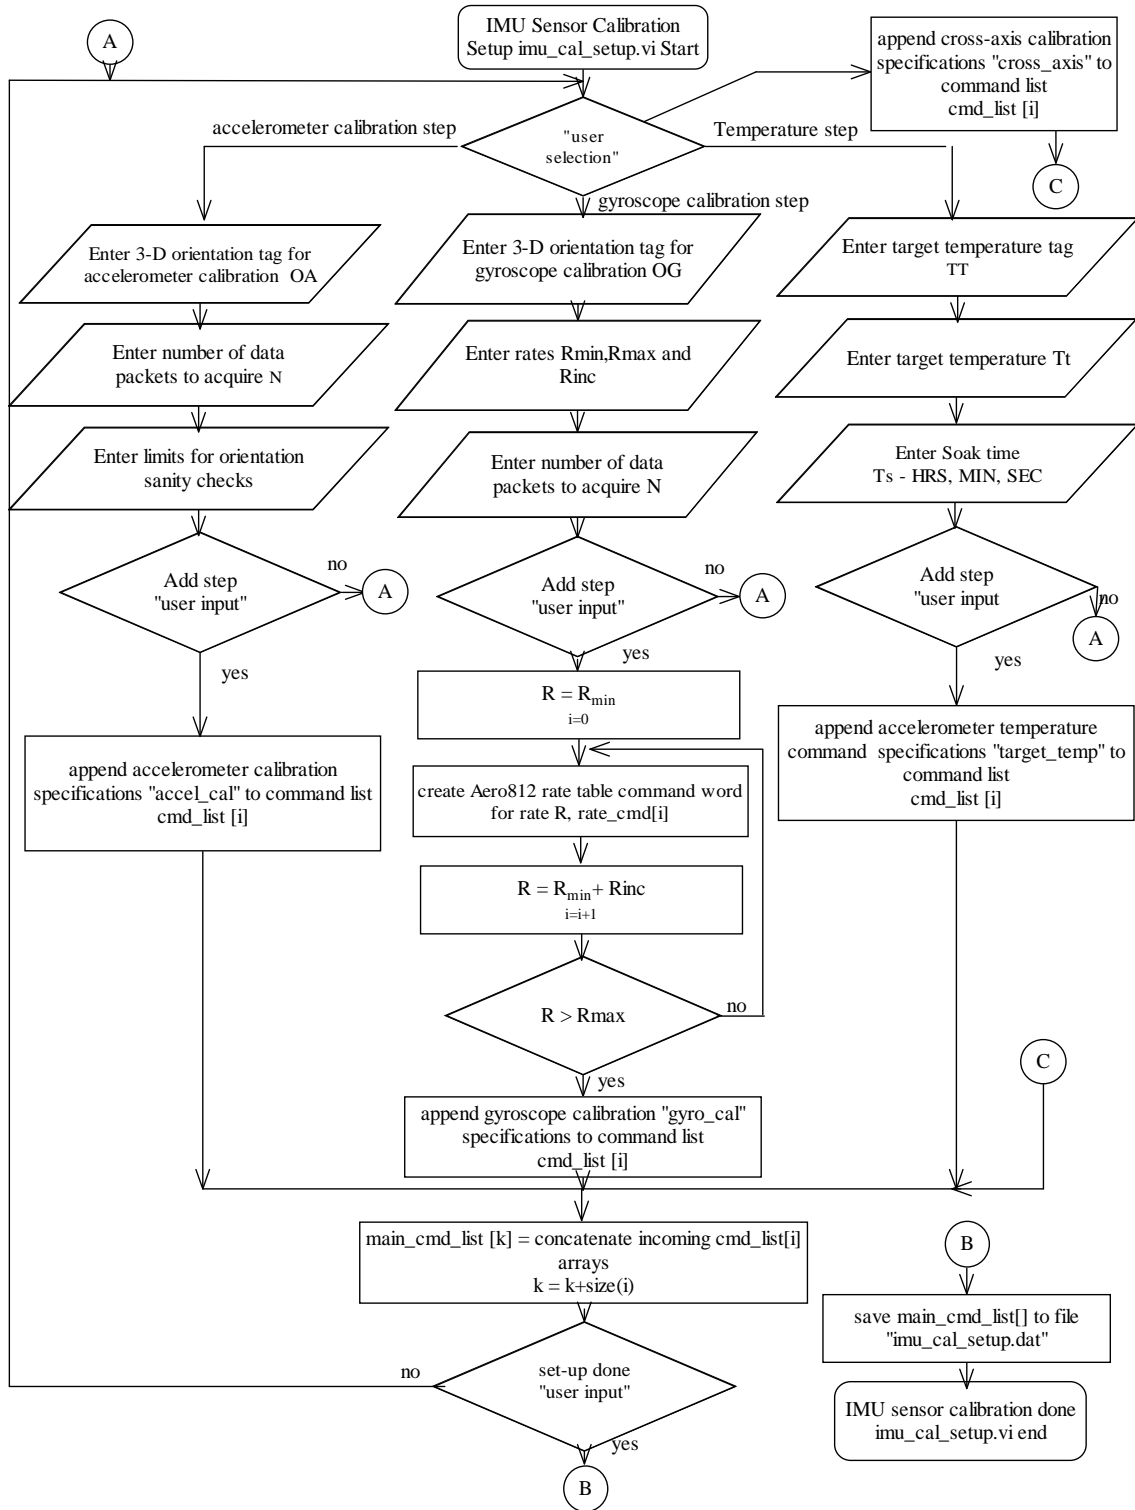 A
IMU Sensor Calibration
Setup imu_cal_setup.vi Start
append cross-axis calibration
specifications "cross_axis" to
command list
cmd_list [i]
C
accelerometer calibration step
"user
selection"
Temperature step
gyroscope calibration step
Enter 3-D orientation tag for
accelerometer calibration OA
Enter 3-D orientation tag for
gyroscope calibration OG
Enter target temperature tag
TT
Enter number of data
packets to acquire N
Enter rates Rmin,Rmax and
Rinc
Enter target temperature Tt
Enter limits for orientation
sanity checks
Enter number of data
packets to acquire N
Enter Soak time
Ts - HRS, MIN, SEC
Add step
"user input"
no
A
yes
Add step
"user input"
no
A
yes
Add step
"user input
no
A
yes
R = Rmin
i=0
append accelerometer calibration
specifications "accel_cal" to command list
cmd_list [i]
create Aero812 rate table command word
for rate R, rate_cmd[i]
append accelerometer temperature
command specifications "target_temp" to
command list
cmd_list [i]
R = Rmin+ Rinc
i=i+1
R > Rmax
no
yes
C
append gyroscope calibration "gyro_cal"
specifications to command list
cmd_list [i]
main_cmd_list [k] = concatenate incoming cmd_list[i]
arrays
k = k+size(i)
B
save main_cmd_list[] to file
"imu_cal_setup.dat"
no
set-up done
"user input"
yes
B
IMU sensor calibration done
imu_cal_setup.vi end